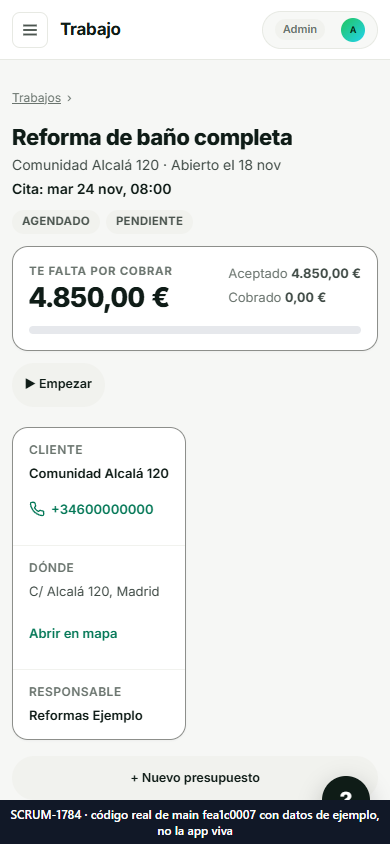 Trabajo
Admin
A
Trabajos ›
Reforma de baño completa
Comunidad Alcalá 120 · Abierto el 18 nov
Cita: mar 24 nov, 08:00
AGENDADO PENDIENTE
TE FALTA POR COBRAR
4.850,00 €
Aceptado 4.850,00 €
Cobrado 0,00 €
▶ Empezar
CLIENTE
Comunidad Alcalá 120
+34600000000
DÓNDE
C/ Alcalá 120, Madrid
Abrir en mapa
RESPONSABLE
Reformas Ejemplo
+ Nuevo presupuesto
?
SCRUM-1784 · código real de main fea1c0007 con datos de ejemplo,
no la app viva